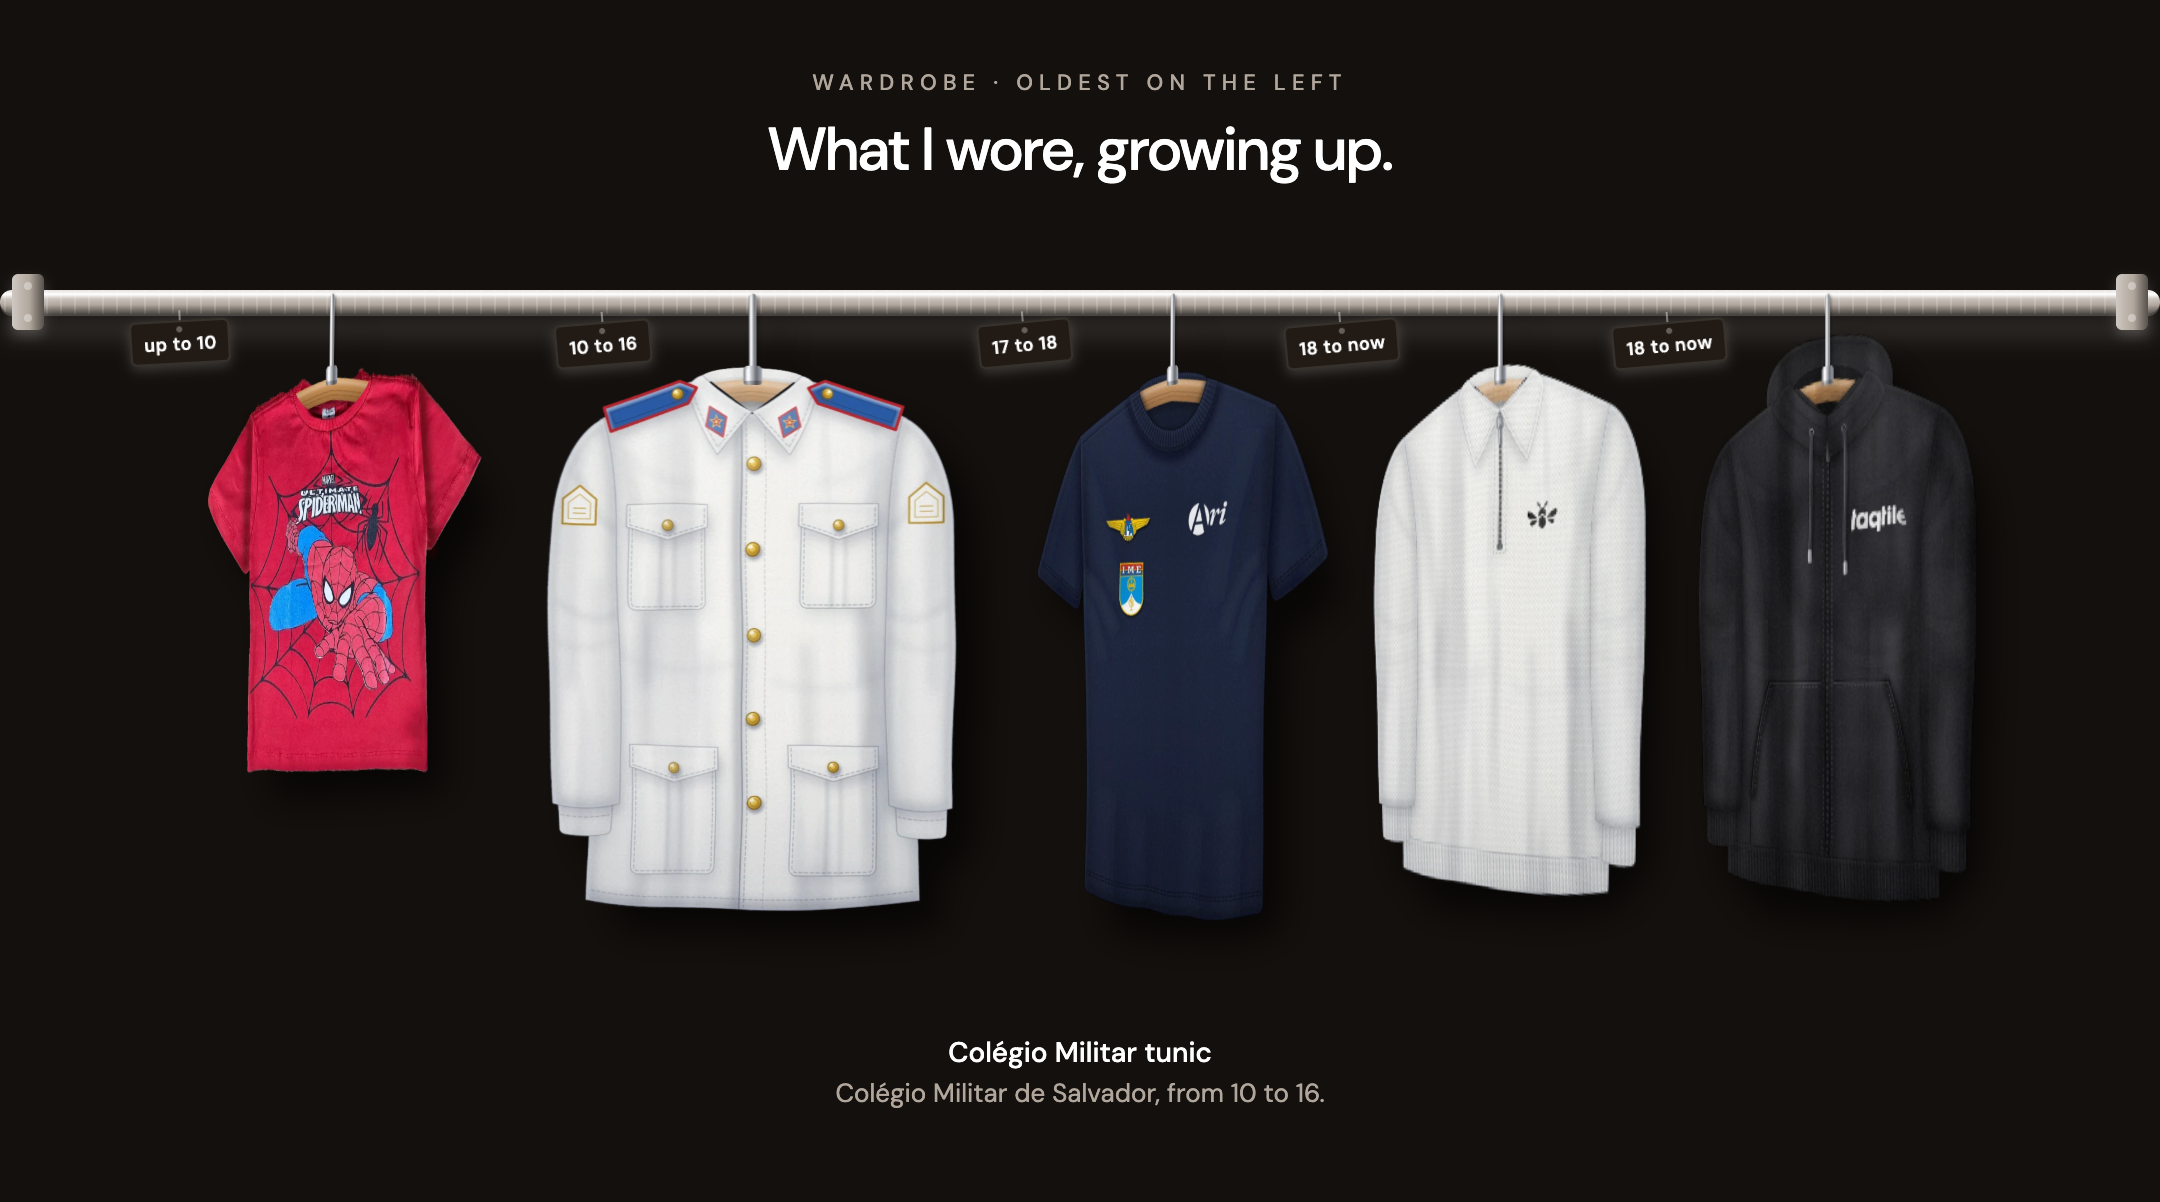 WARDROBE · OLDEST ON THE LEFT
What I wore, growing up.
up to 10
10 to 16
17 to 18
18 to now
18 to now
MARVEL
ULTIMATE
SPIDER-MAN
Ari
I·M·E
taqtile
Colégio Militar tunic
Colégio Militar de Salvador, from 10 to 16.